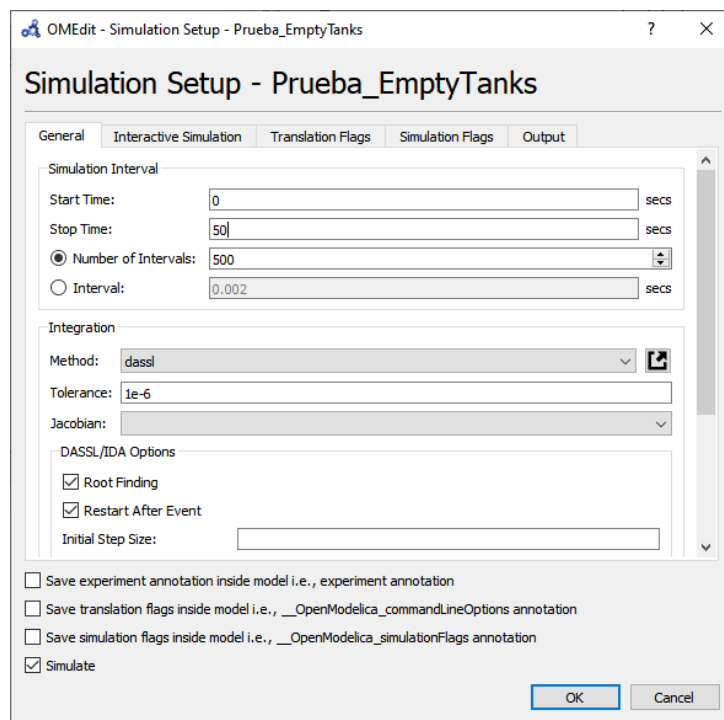 OMEdit - Simulation Setup - Prueba_EmptyTanks ?
Simulation Setup - Prueba_EmptyTanks
General Interactive Simulation Translation Flags Simulation Flags Output
Simulation Interval
Start Time: 0 secs
Stop Time: 50 secs
Number of Intervals: 500
Interval: 0.002 secs
Integration
Method: dassl
Tolerance: 1e-6
Jacobian:
DASSL/IDA Options
Root Finding
Restart After Event
Initial Step Size:
Save experiment annotation inside model i.e., experiment annotation
Save translation flags inside model i.e., __OpenModelica_commandLineOptions annotation
Save simulation flags inside model i.e., __OpenModelica_simulationFlags annotation
Simulate
OK Cancel